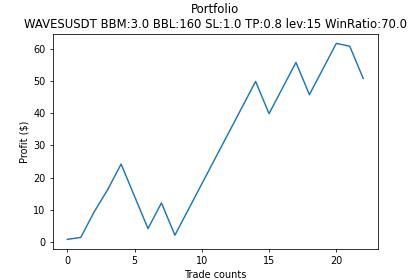 Portfolio
WAVESUSDT BBM:3.0 BBL:160 SL:1.0 TP:0.8 lev:15 WinRatio:70.0
60
50
40
30
20
10
0
Profit ($)
0 5 10 15 20
Trade counts